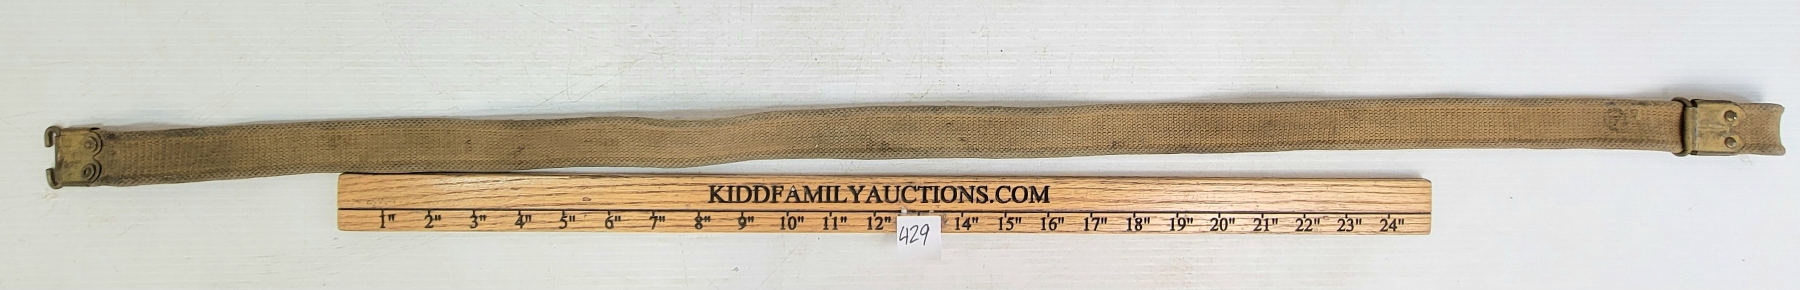 KIDDFAMILYAUCTIONS.COM
1" 2" 3" 4" 5" 6" 7" 8" 9" 10" 11" 12" 14" 15" 16" 17" 18" 19" 20" 21" 22" 23" 24"
429